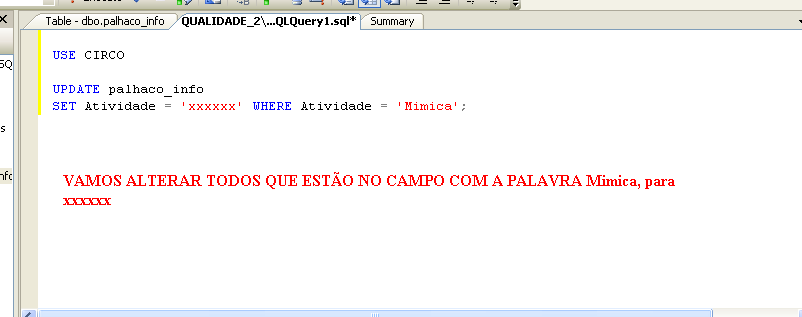 Table - dbo.palhaco_info QUALIDADE_2\...QLQuery1.sql* Summary
USE CIRCO
UPDATE palhaco_info
SET Atividade = 'xxxxxx' WHERE Atividade = 'Mimica';
VAMOS ALTERAR TODOS QUE ESTÃO NO CAMPO COM A PALAVRA Mimica, para
xxxxxx